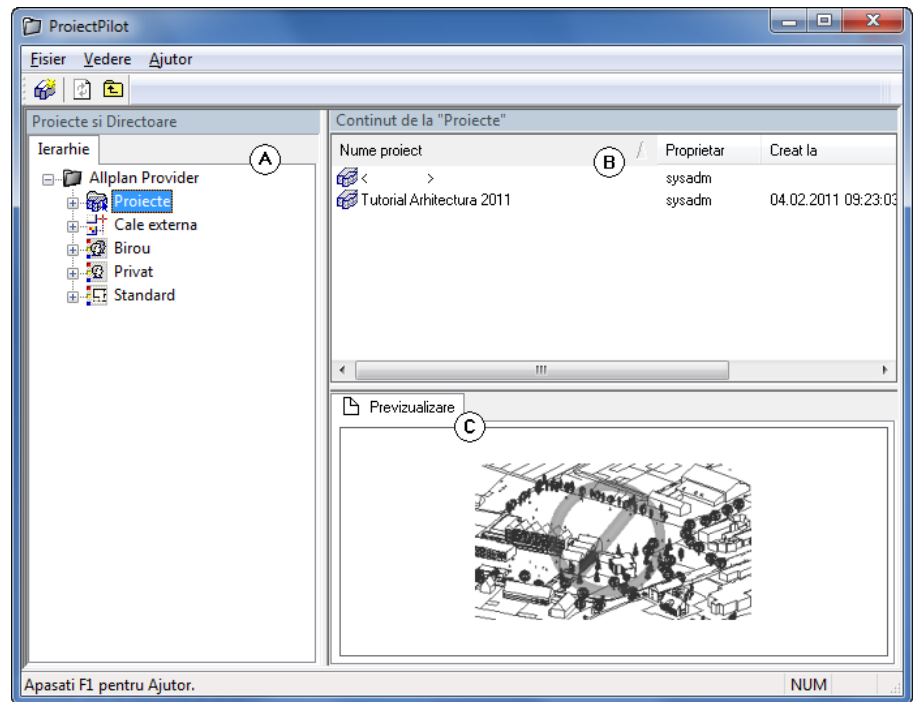 ProiectPilot
Fisier Vedere Ajutor
Proiecte si Directoare
Ierarhie
A
Allplan Provider
Proiecte
Cale externa
Birou
Privat
Standard
Continut de la "Proiecte"
Nume proiect B Proprietar Creat la
< > sysadm
Tutorial Arhitectura 2011 sysadm 04.02.2011 09:23:03
Previzualizare
C
Apasati F1 pentru Ajutor. NUM